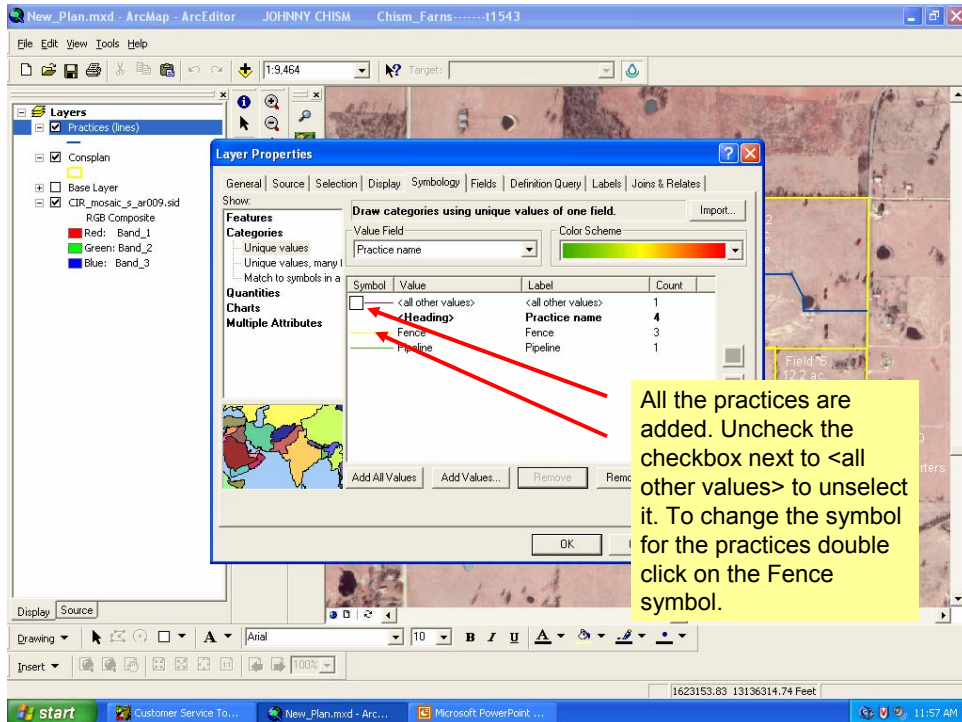 New_Plan.mxd - ArcMap - ArcEditor JOHNNY CHISM Chism_Farns-------t1543
File Edit View Tools Help
1:9,464 Target:
Layers
Practices (lines)
Consplan
Base Layer
CIR_mosaic_s_ar009.sid
RGB Composite
Red: Band_1
Green: Band_2
Blue: Band_3
Layer Properties
General Source Selection Display Symbology Fields Definition Query Labels Joins & Relates
Show:
Features
Categories
Unique values
Unique values, many
Match to symbols in a
Quantities
Charts
Multiple Attributes
Draw categories using unique values of one field.
Import...
Value Field
Practice name
Color Scheme
Symbol Value Label Count
<all other values> <all other values> 1
<Heading> Practice name 4
Fence Fence 3
Pipeline Pipeline 1
Add All Values Add Values... Remove Remo
OK
Field 6
12.2 ac.
All the practices are
added. Uncheck the
checkbox next to <all
other values> to unselect
it. To change the symbol
for the practices double
click on the Fence
symbol.
Display Source
Drawing A Arial 10 B I U A
Insert 100%
1623153.83 13136314.74 Feet
start Customer Service To... New_Plan.mxd - Arc... Microsoft PowerPoint ... 11:57 AM